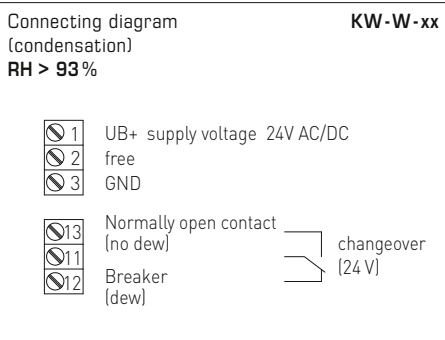 Connecting diagram KW-W-xx
(condensation)
RH > 93%
1 UB+ supply voltage 24V AC/DC
2 free
3 GND
13 Normally open contact
(no dew)
11
12 Breaker
(dew)
changeover
(24 V)